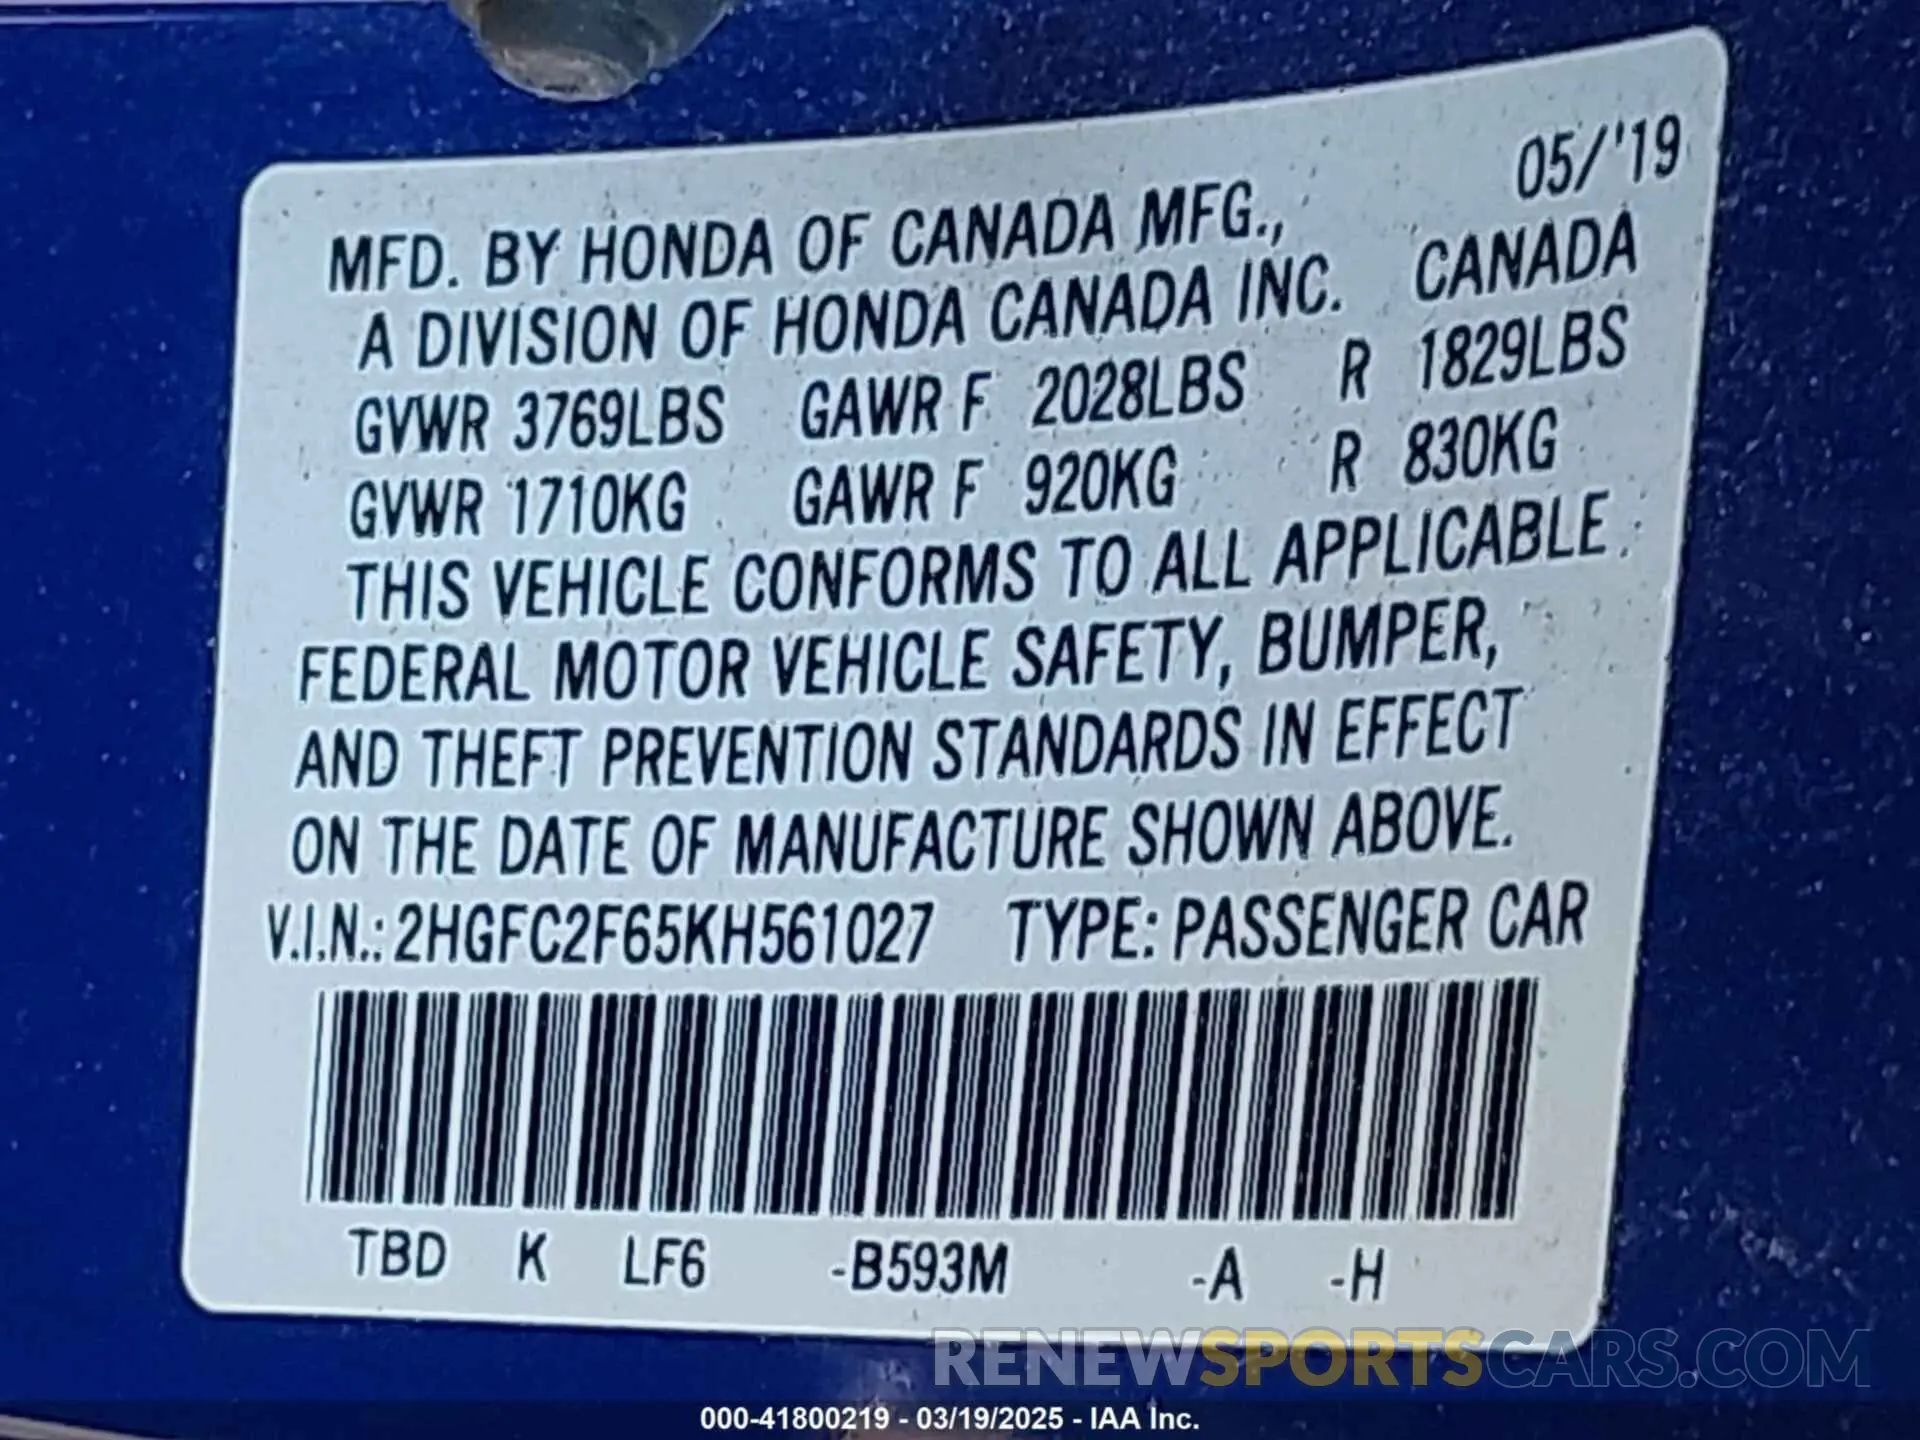 05/'19
MFD. BY HONDA OF CANADA MFG.,
A DIVISION OF HONDA CANADA INC. CANADA
GVWR 3769LBS GAWR F 2028LBS R 1829LBS
GVWR 1710KG GAWR F 920KG R 830KG
THIS VEHICLE CONFORMS TO ALL APPLICABLE
FEDERAL MOTOR VEHICLE SAFETY, BUMPER,
AND THEFT PREVENTION STANDARDS IN EFFECT
ON THE DATE OF MANUFACTURE SHOWN ABOVE.
V.I.N.: 2HGFC2F65KH561027 TYPE: PASSENGER CAR
TBD K LF6 -B593M -A -H
RENEWSPORTSCARS.COM
000-41800219 - 03/19/2025 - IAA Inc.